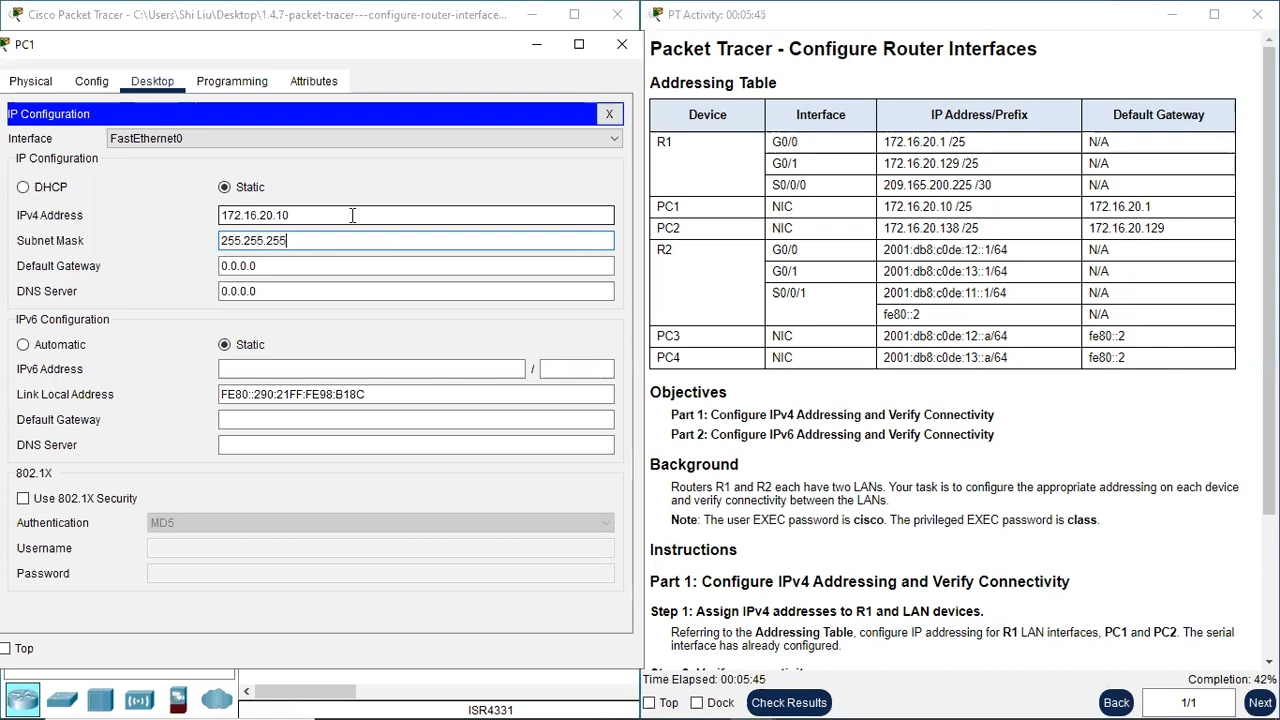 Cisco Packet Tracer - C:\Users\Shi Liu\Desktop\1.4.7-packet-tracer---configure-router-interface...
PC1
Physical Config Desktop Programming Attributes
IP Configuration X
Interface FastEthernet0
IP Configuration
DHCP Static
IPv4 Address 172.16.20.10
Subnet Mask 255.255.255
Default Gateway 0.0.0.0
DNS Server 0.0.0.0
IPv6 Configuration
Automatic Static
IPv6 Address /
Link Local Address FE80::290:21FF:FE98:B18C
Default Gateway
DNS Server
802.1X
Use 802.1X Security
Authentication MD5
Username
Password
Top
ISR4331
PT Activity: 00:05:45
Packet Tracer - Configure Router Interfaces
Addressing Table
Device Interface IP Address/Prefix Default Gateway
R1 G0/0 172.16.20.1 /25 N/A
G0/1 172.16.20.129 /25 N/A
S0/0/0 209.165.200.225 /30 N/A
PC1 NIC 172.16.20.10 /25 172.16.20.1
PC2 NIC 172.16.20.138 /25 172.16.20.129
R2 G0/0 2001:db8:c0de:12::1/64 N/A
G0/1 2001:db8:c0de:13::1/64 N/A
S0/0/1 2001:db8:c0de:11::1/64 N/A
fe80::2 N/A
PC3 NIC 2001:db8:c0de:12::a/64 fe80::2
PC4 NIC 2001:db8:c0de:13::a/64 fe80::2
Objectives
Part 1: Configure IPv4 Addressing and Verify Connectivity
Part 2: Configure IPv6 Addressing and Verify Connectivity
Background
Routers R1 and R2 each have two LANs. Your task is to configure the appropriate addressing on each device
and verify connectivity between the LANs.
Note: The user EXEC password is cisco. The privileged EXEC password is class.
Instructions
Part 1: Configure IPv4 Addressing and Verify Connectivity
Step 1: Assign IPv4 addresses to R1 and LAN devices.
Referring to the Addressing Table, configure IP addressing for R1 LAN interfaces, PC1 and PC2. The serial
interface has already configured.
Time Elapsed: 00:05:45 Completion: 42%
Top Dock Check Results Back 1/1 Next